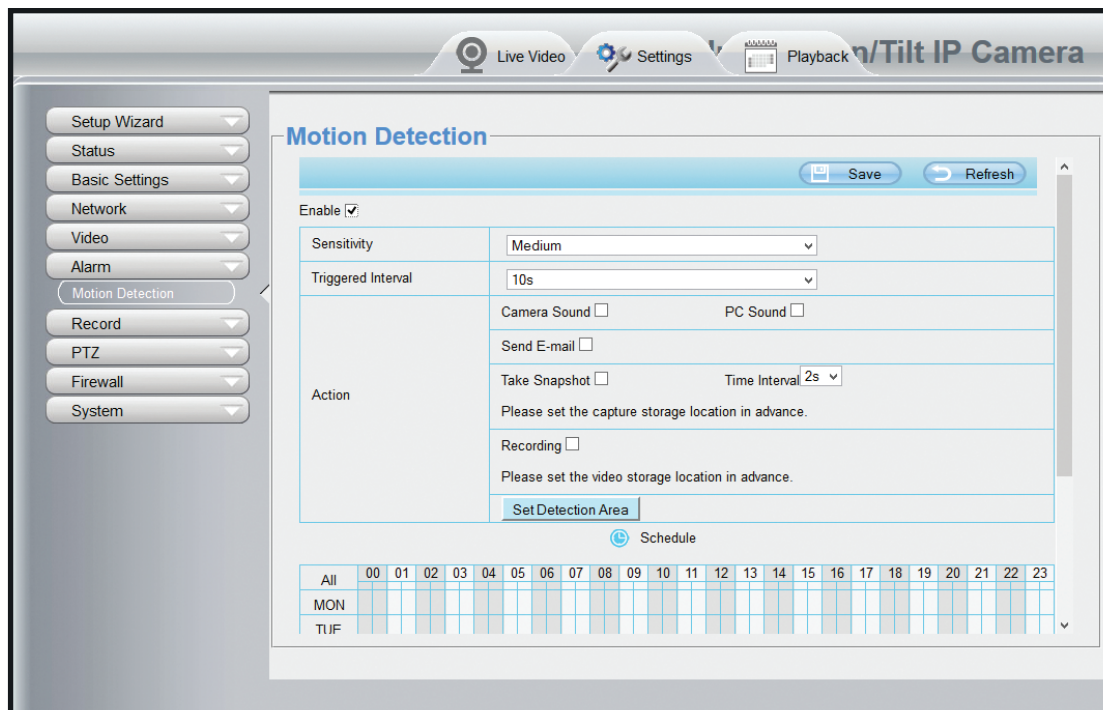 Live Video Settings Playback n/Tilt IP Camera
Setup Wizard
Status
Basic Settings
Network
Video
Alarm
Motion Detection
Record
PTZ
Firewall
System
Motion Detection
Save Refresh
Enable
Sensitivity Medium
Triggered Interval 10s
Action
Camera Sound PC Sound
Send E-mail
Take Snapshot Time Interval 2s
Please set the capture storage location in advance.
Recording
Please set the video storage location in advance.
Set Detection Area
Schedule
All 00 01 02 03 04 05 06 07 08 09 10 11 12 13 14 15 16 17 18 19 20 21 22 23
MON
TUE